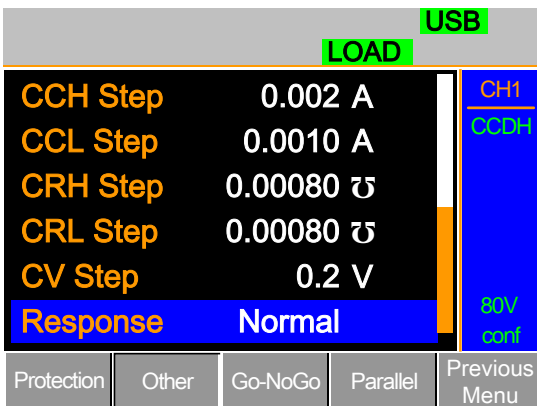 USB
LOAD
CCH Step 0.002 A
CCL Step 0.0010 A
CRH Step 0.00080 ℧
CRL Step 0.00080 ℧
CV Step 0.2 V
Response Normal
CH1
CCDH
80V
conf
Protection Other Go-NoGo Parallel Previous
Menu